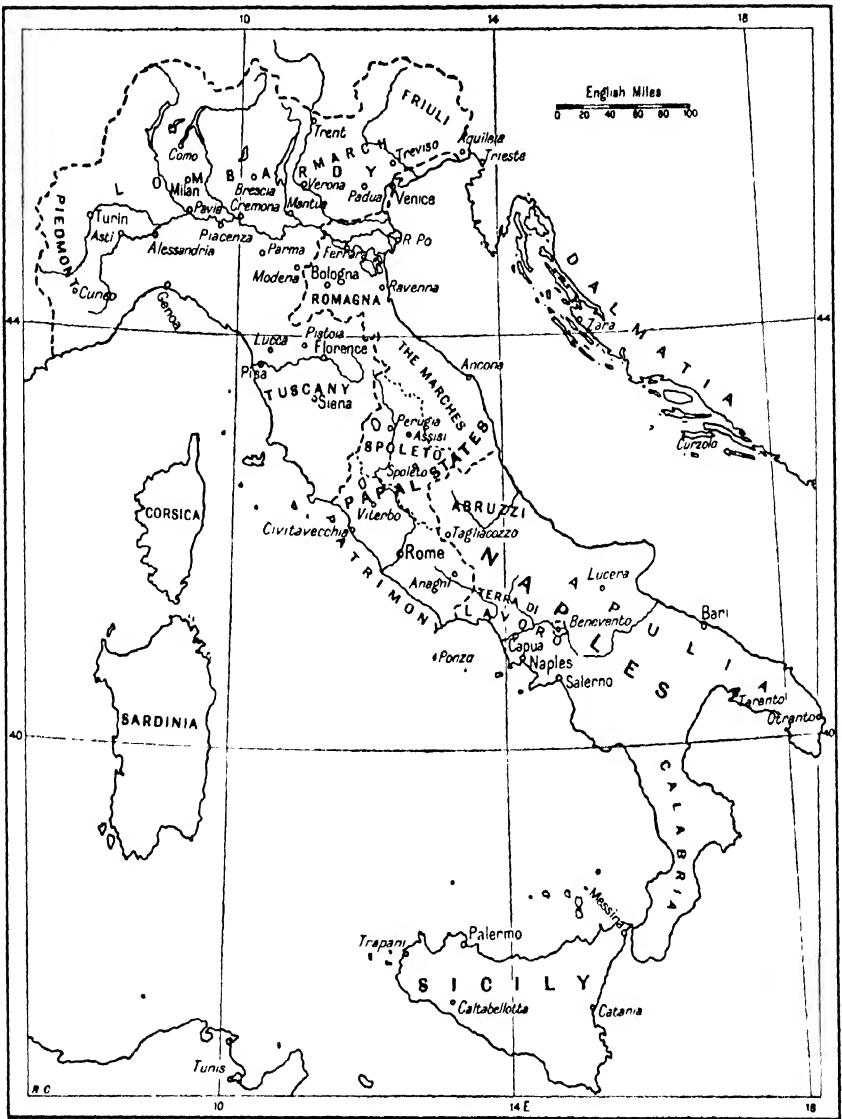 10
14
18
English Miles
0 20 40 60 80 100
FRIULI
Trent
MARCH
Treviso
Aquileia
Trieste
Como
LOMBARDY
Milan
Brescia
Verona
Padua
Venice
PIEDMONT
Turin
Pavia
Cremona
Mantua
Asti
Piacenza
Alessandria
Parma
Ferrara
R Po
Cuneo
Modena
Bologna
Ravenna
Genoa
ROMAGNA
DALMATIA
Zara
44
44
Lucca
Pistoia
Florence
Pisa
THE MARCHES
Ancona
TUSCANY
Siena
Perugia
Assisi
D O
SPOLETO
Spoleto
Curzola
PAPAL STATES
CORSICA
Viterbo
ABRUZZI
Civitavecchia
Tagliacozzo
PATRIMONY
Rome
NAPLES
Anagni
Lucera
TERRA DI
LAVORO
Benevento
APULIA
Bari
Capua
Ponza
Naples
Salerno
SARDINIA
Taranto
Otranto
40
40
CALABRIA
Messina
Trapani
Palermo
SICILY
Caltabellotta
Catania
Tunis
R C
10
14 E
18